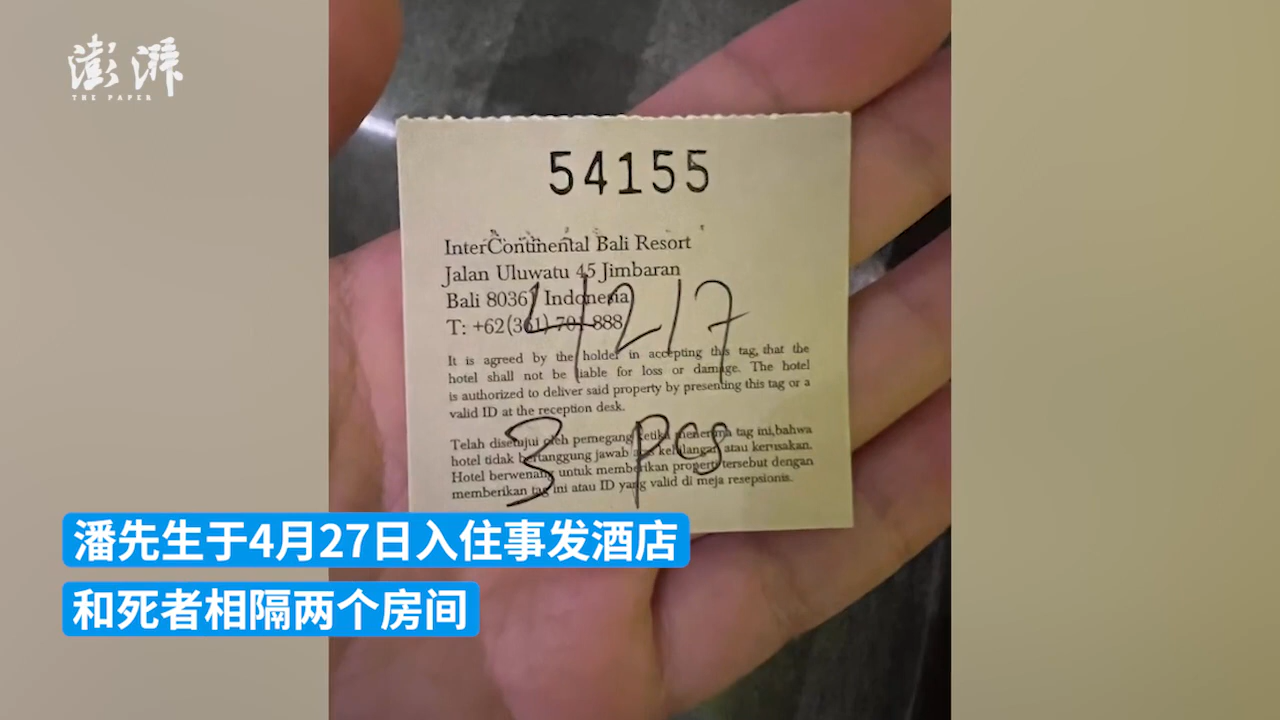 澎湃
THE PAPER
54155
InterContinental Bali Resort
Jalan Uluwatu 45 Jimbaran
Bali 80361 Indonesia
T: +62(361) 701 888
4217
It is agreed by the holder in accepting this tag, that the
hotel shall not be liable for loss or damage. The hotel
is authorized to deliver said property by presenting this tag or a
valid ID at the reception desk.
3 pcs
Telah disetujui oleh pemegang ketika menerima tag ini,bahwa
hotel tidak bertanggung jawab atas kehilangan atau kerusakan.
Hotel berwenang untuk memberikan property tersebut dengan
memberikan tag ini atau ID yang valid di meja resepsionis.
潘先生于4月27日入住事发酒店
和死者相隔两个房间